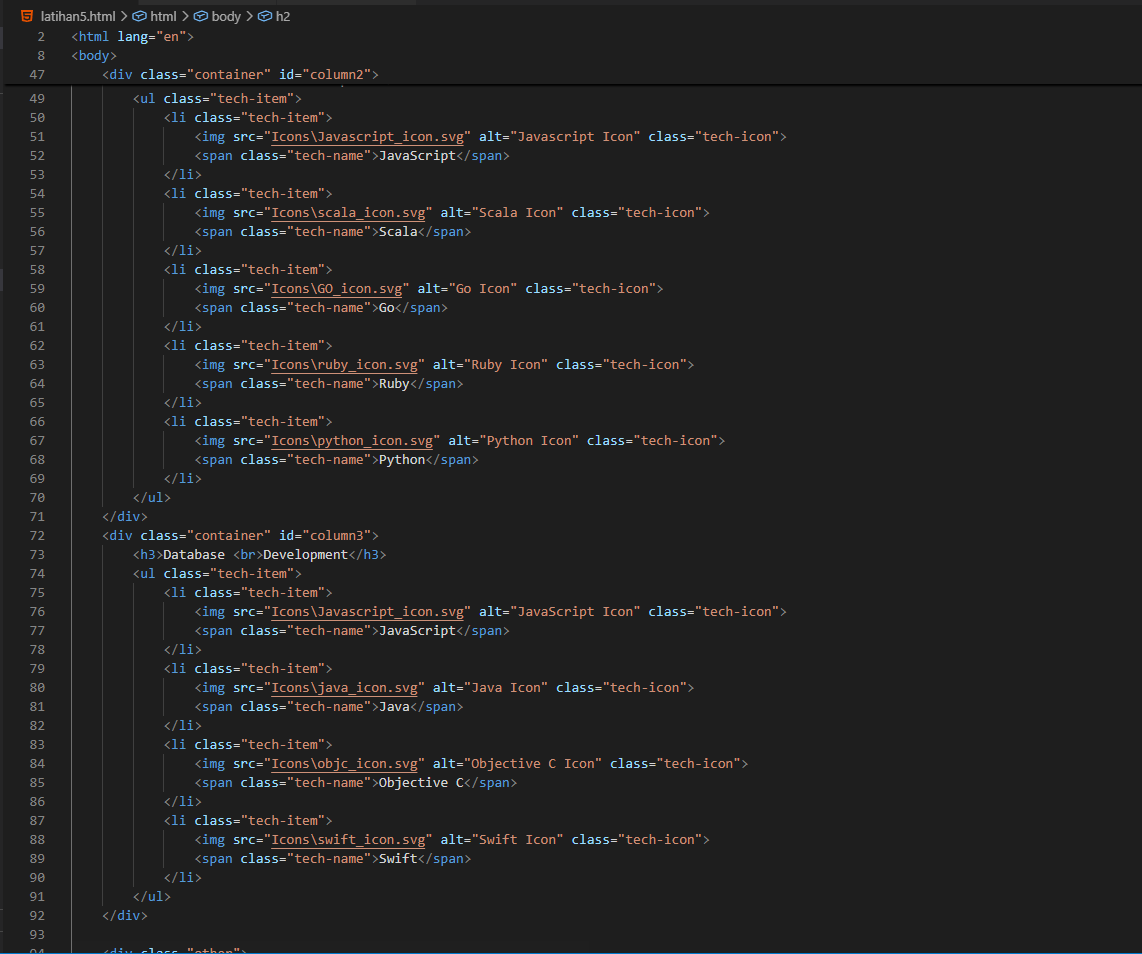 latihan5.html > html > body > h2
2 <html lang="en">
8 <body>
47 <div class="container" id="column2">
49 <ul class="tech-item">
50 <li class="tech-item">
51 <img src="Icons\Javascript_icon.svg" alt="Javascript Icon" class="tech-icon">
52 <span class="tech-name">JavaScript</span>
53 </li>
54 <li class="tech-item">
55 <img src="Icons\scala_icon.svg" alt="Scala Icon" class="tech-icon">
56 <span class="tech-name">Scala</span>
57 </li>
58 <li class="tech-item">
59 <img src="Icons\GO_icon.svg" alt="Go Icon" class="tech-icon">
60 <span class="tech-name">Go</span>
61 </li>
62 <li class="tech-item">
63 <img src="Icons\ruby_icon.svg" alt="Ruby Icon" class="tech-icon">
64 <span class="tech-name">Ruby</span>
65 </li>
66 <li class="tech-item">
67 <img src="Icons\python_icon.svg" alt="Python Icon" class="tech-icon">
68 <span class="tech-name">Python</span>
69 </li>
70 </ul>
71 </div>
72 <div class="container" id="column3">
73 <h3>Database <br>Development</h3>
74 <ul class="tech-item">
75 <li class="tech-item">
76 <img src="Icons\Javascript_icon.svg" alt="JavaScript Icon" class="tech-icon">
77 <span class="tech-name">JavaScript</span>
78 </li>
79 <li class="tech-item">
80 <img src="Icons\java_icon.svg" alt="Java Icon" class="tech-icon">
81 <span class="tech-name">Java</span>
82 </li>
83 <li class="tech-item">
84 <img src="Icons\objc_icon.svg" alt="Objective C Icon" class="tech-icon">
85 <span class="tech-name">Objective C</span>
86 </li>
87 <li class="tech-item">
88 <img src="Icons\swift_icon.svg" alt="Swift Icon" class="tech-icon">
89 <span class="tech-name">Swift</span>
90 </li>
91 </ul>
92 </div>
93
94 <div class="other">